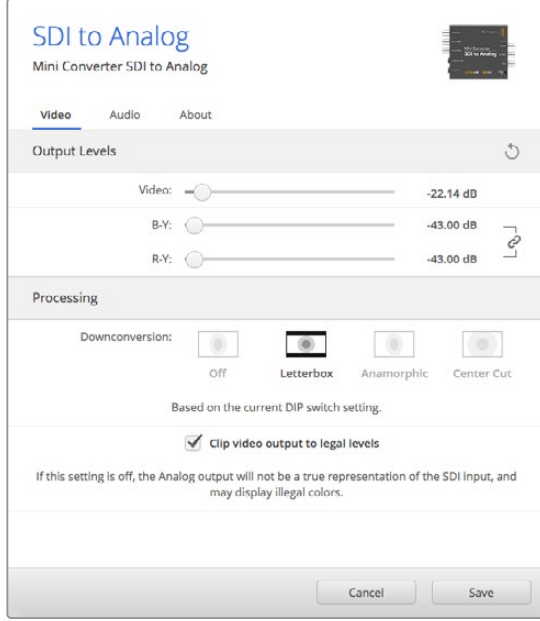 SDI to Analog
Mini Converter SDI to Analog
Video Audio About
Output Levels
Video: -22.14 dB
B-Y: -43.00 dB
R-Y: -43.00 dB
Processing
Downconversion:
Off Letterbox Anamorphic Center Cut
Based on the current DIP switch setting.
Clip video output to legal levels
If this setting is off, the Analog output will not be a true representation of the SDI input, and
may display illegal colors.
Cancel Save